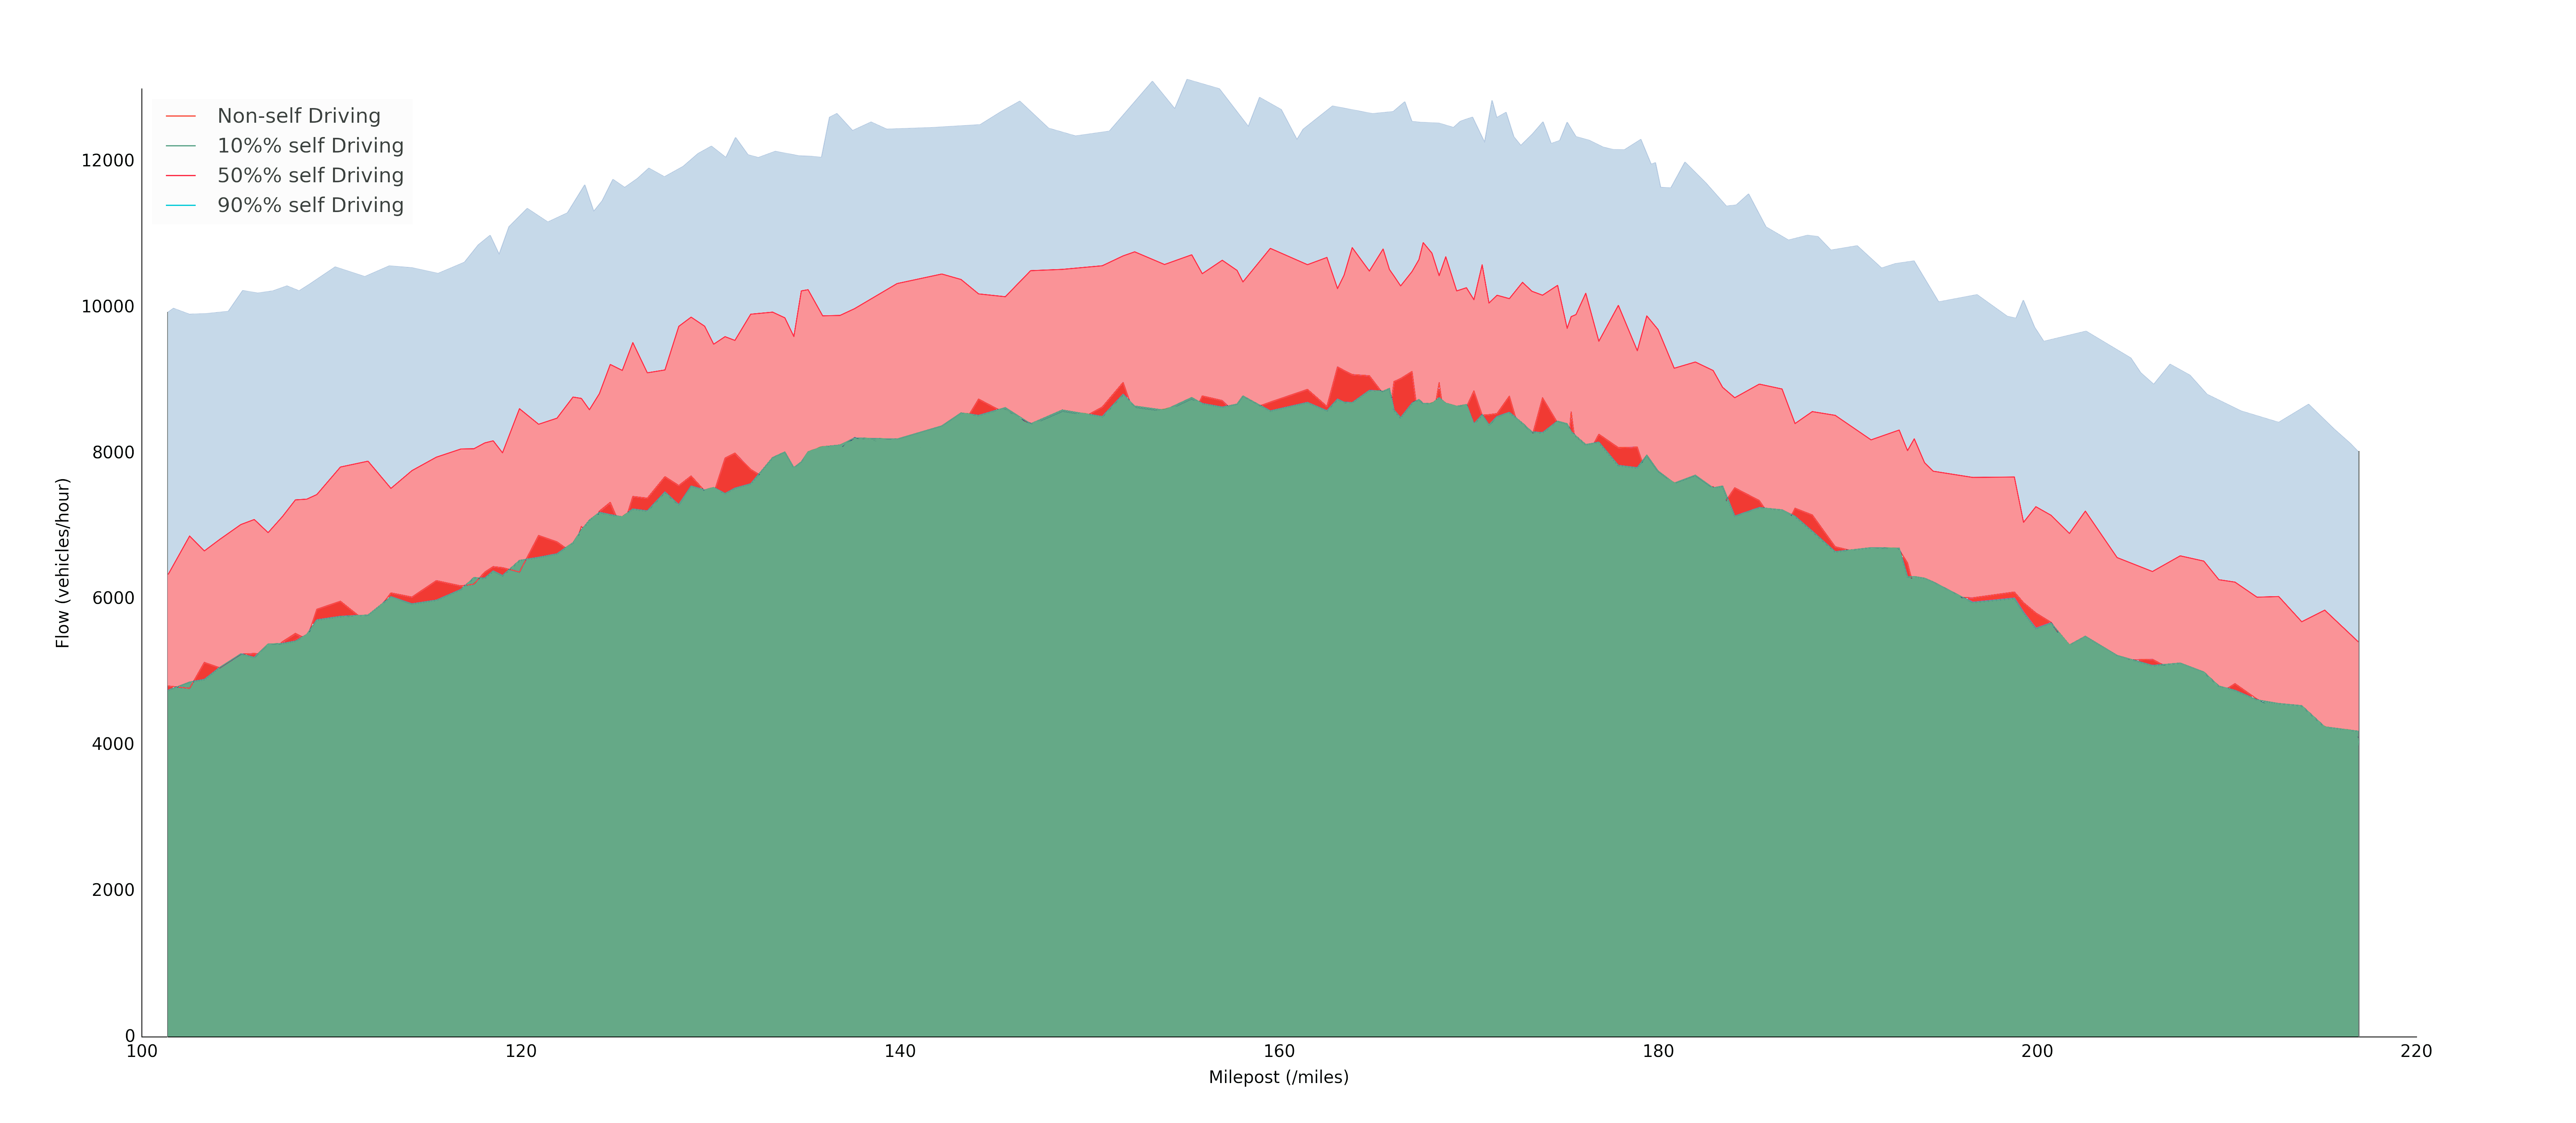 Non-self Driving
10%% self Driving
50%% self Driving
90%% self Driving
12000
10000
8000
6000
4000
2000
0
Flow (vehicles/hour)
100 120 140 160 180 200 220
Milepost (/miles)